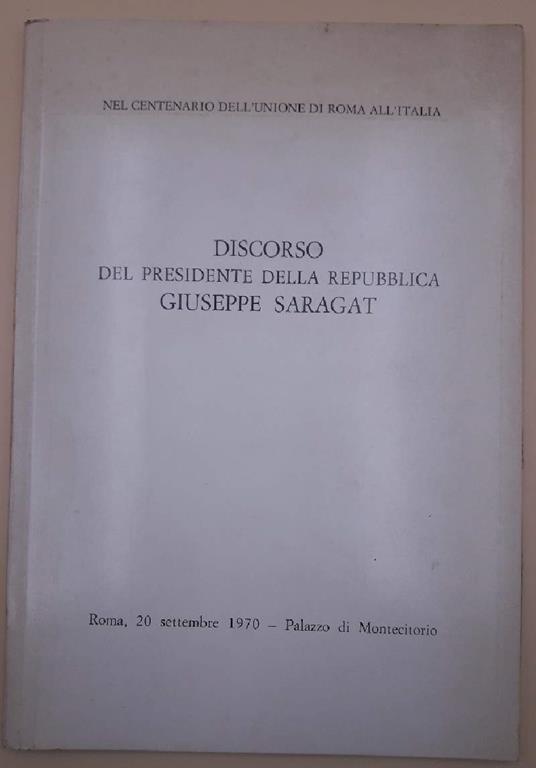 NEL CENTENARIO DELL'UNIONE DI ROMA ALL'ITALIA
DISCORSO
DEL PRESIDENTE DELLA REPUBBLICA
GIUSEPPE SARAGAT
Roma, 20 settembre 1970 – Palazzo di Montecitorio